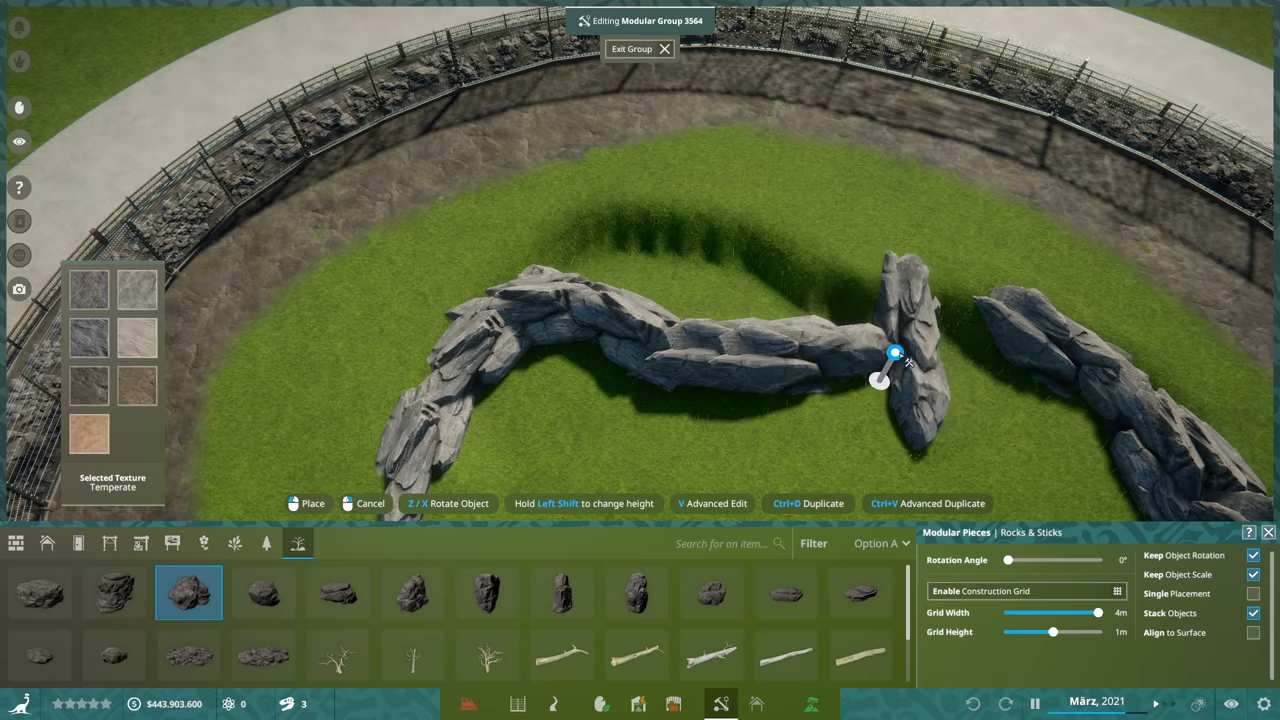 Editing Modular Group 3564
Exit Group
?
Selected Texture
Temperate
Place
Cancel
Z / X Rotate Object
Hold Left Shift to change height
V Advanced Edit
Ctrl+D Duplicate
Ctrl+V Advanced Duplicate
Search for an item...
Filter
Option A
Modular Pieces | Rocks & Sticks
?
Rotation Angle
0°
Enable Construction Grid
Grid Width
4m
Grid Height
1m
Keep Object Rotation
Keep Object Scale
Single Placement
Stack Objects
Align to Surface
$443.903.600
0
3
März, 2021